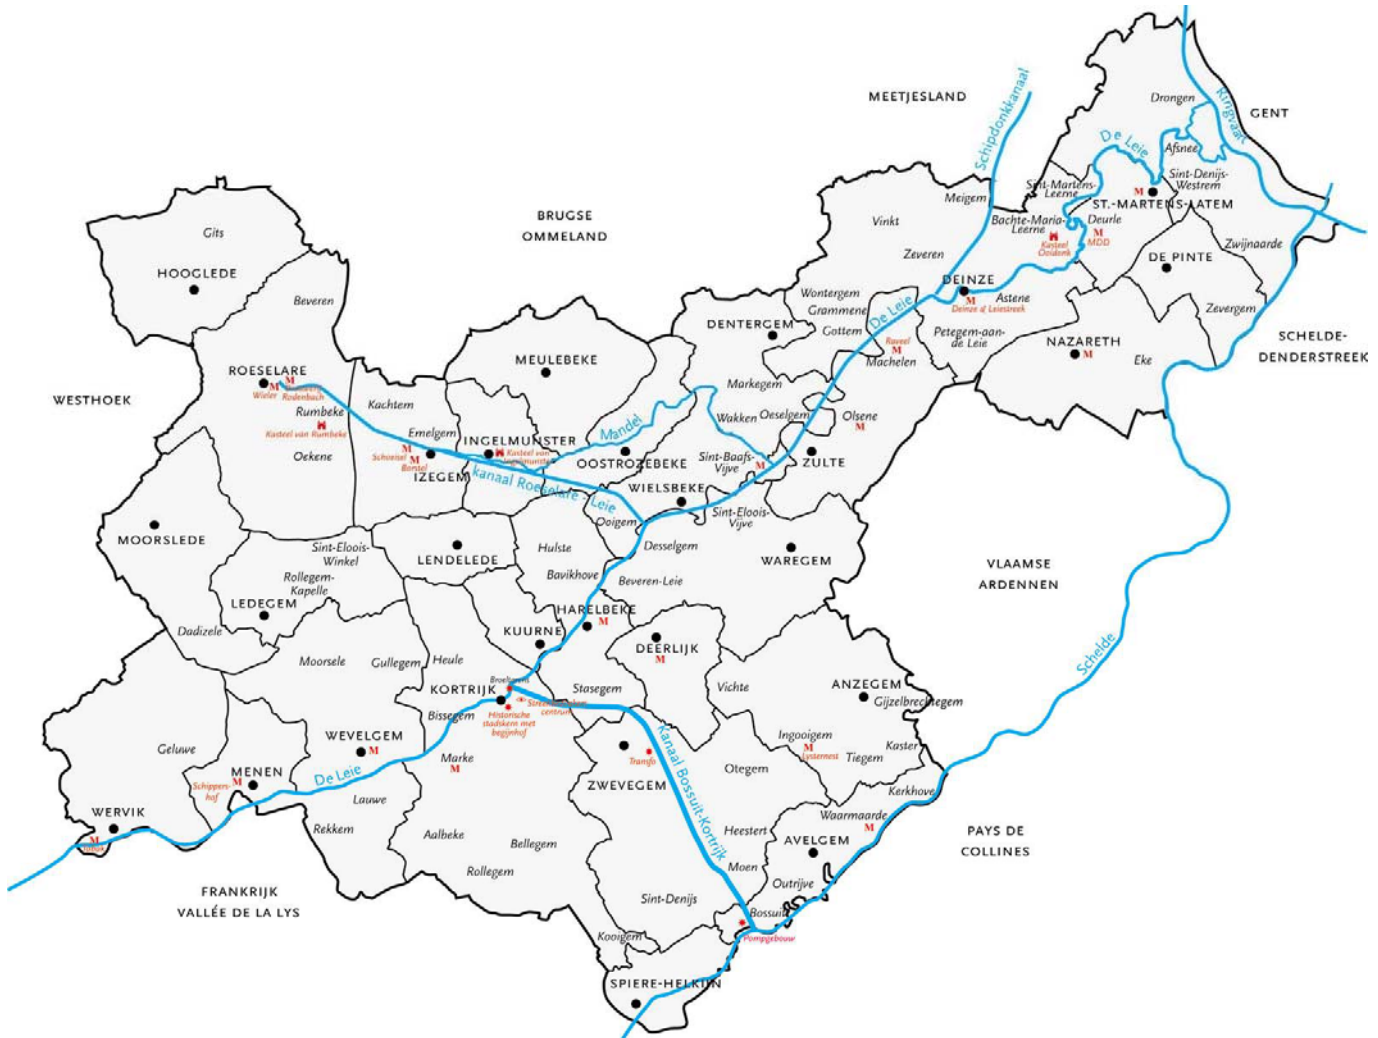 MEETJESLAND
Schipdonkkanaal
Drongen
Ringvaart
GENT
De Leie
Afsnee
Sint-Denijs-
Westrem
Sint-Martens-
Leerne
M
ST.-MARTENS-LATEM
Meigem
Bachte-Maria-
Leerne
Deurle
M
MDD
Kasteel
Ooidonk
Vinkt
Zeveren
Zwijnaarde
DE PINTE
BRUGSE
OMMELAND
Gits
HOOGLEDE
Beveren
DEINZE
M
Deinze & Leiestreek
Astene
Wontergem
Grammene
Gottem
De Leie
Zevergem
DENTERGEM
Petegem-aan-
de Leie
Raveel
M
Machelen
NAZARETH
M
Eke
SCHELDE-
DENDERSTREEK
MEULEBEKE
ROESELARE
M
Wieler
M
Rodenbach
WESTHOEK
Kachtem
Rumbeke
Kasteel van Rumbeke
Markegem
Mandel
Wakken
Oeselgem
Olsene
M
Emelgem
INGELMUNSTER
Kasteel van
Ingelmunster
Schoeisel
M
M
Borstel
IZEGEM
Oekene
OOSTROZEBEKE
Sint-Baafs-
Vijve
M
ZULTE
kanaal Roeselare - Leie
WIELSBEKE
Sint-Eloois-
Vijve
Ooigem
MOORSLEDE
Sint-Eloois-
Winkel
LENDELEDE
Hulste
Desselgem
WAREGEM
Bavikhove
Beveren-Leie
VLAAMSE
ARDENNEN
Rollegem-
Kapelle
LEDEGEM
HARELBEKE
M
Dadizele
KUURNE
DEERLIJK
M
Schelde
Moorsele
Gullegem
Heule
KORTRIJK
Broeltorens
Stasegem
Vichte
ANZEGEM
Gijzelbrechtegem
Bissegem
Historische
stadskern met
begijnhof
centrum
Ingooigem
M
Lysternest
Kaster
Tiegem
Geluwe
WEVELGEM
M
Marke
M
ZWEVEGEM
Transfo
Kanaal Bossuit-Kortrijk
Otegem
MENEN
M
Schippers-
hof
De Leie
Lauwe
Kerkhove
WERVIK
M
Rekkem
Aalbeke
Bellegem
Rollegem
Heestert
Waarmaarde
M
AVELGEM
PAYS DE
COLLINES
Moen
Outrijve
FRANKRIJK
VALLÉE DE LA LYS
Sint-Denijs
Bossuit
Pompgebouw
Kooigem
SPIERE-HELKIJN